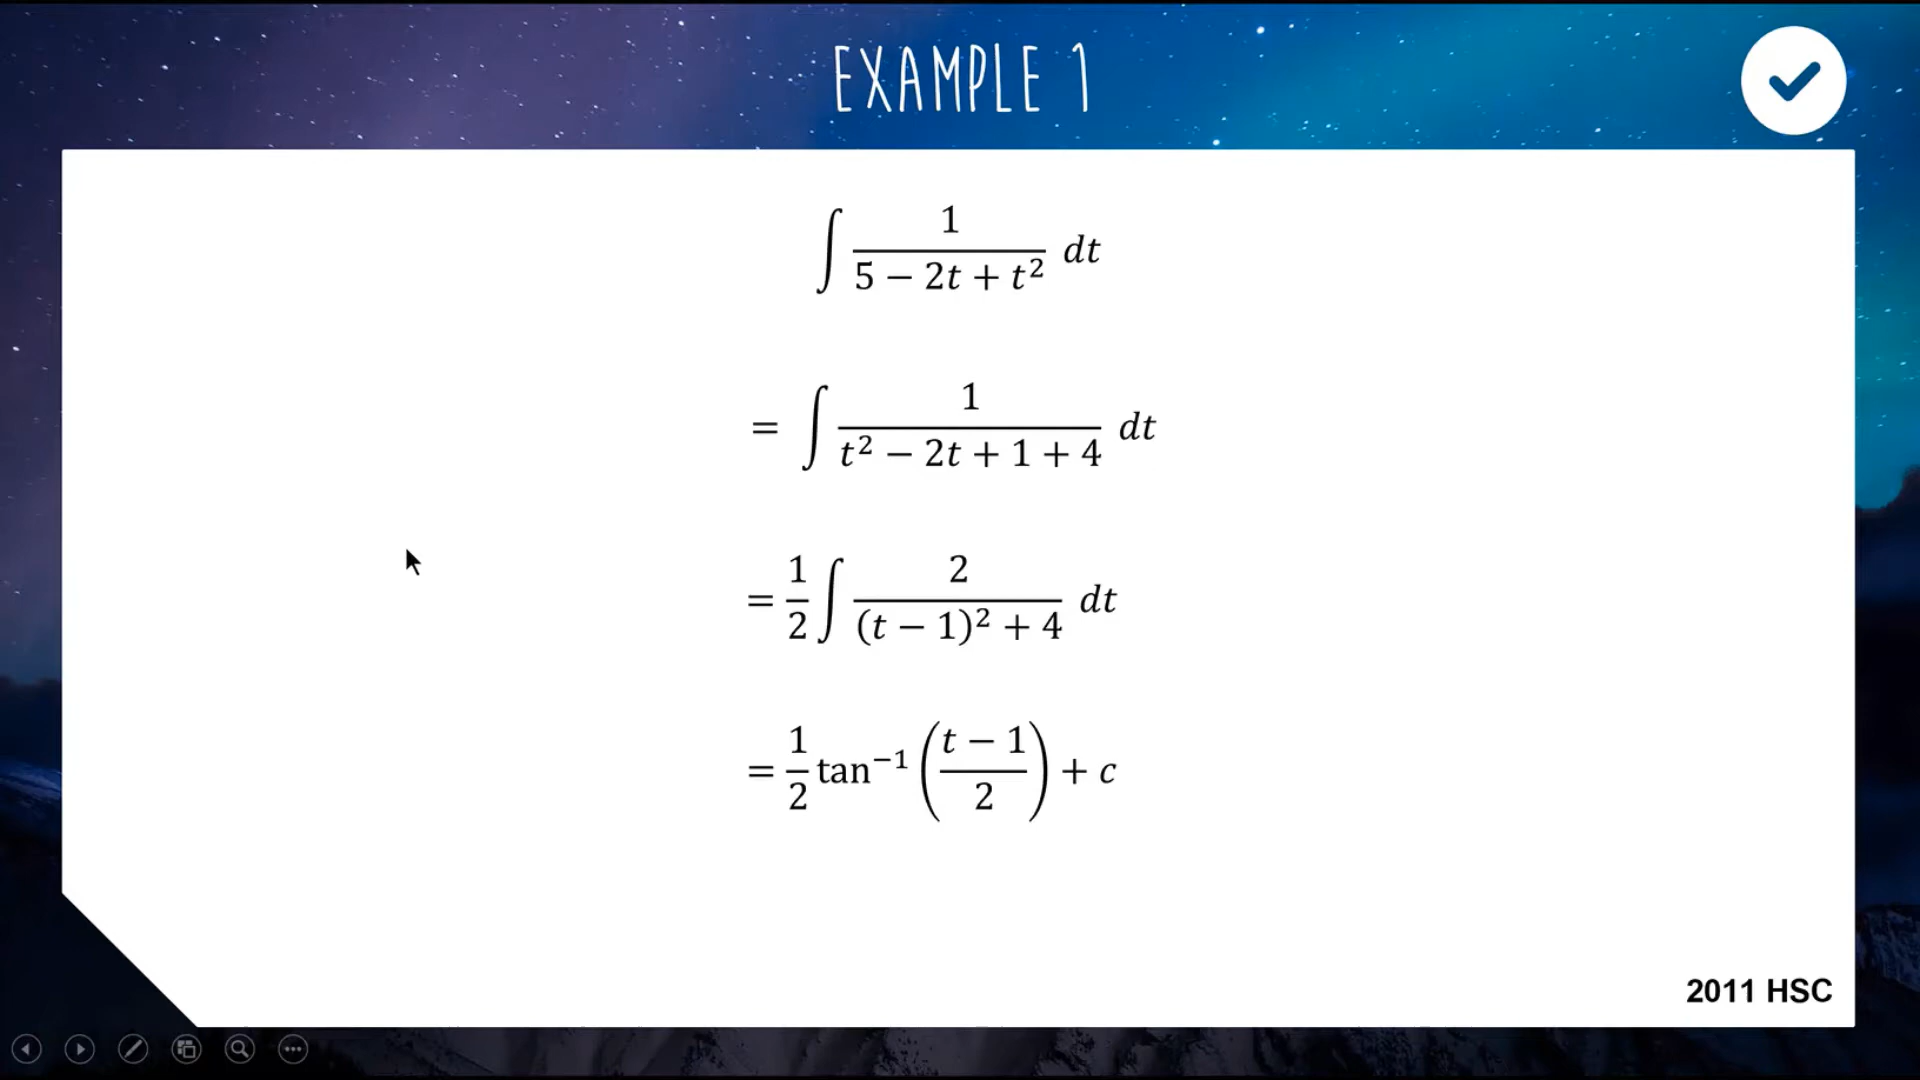 EXAMPLE 1
∫ 1/(5 − 2t + t²) dt
= ∫ 1/(t² − 2t + 1 + 4) dt
= 1/2 ∫ 2/((t − 1)² + 4) dt
= 1/2 tan⁻¹ ((t − 1)/2) + c
2011 HSC